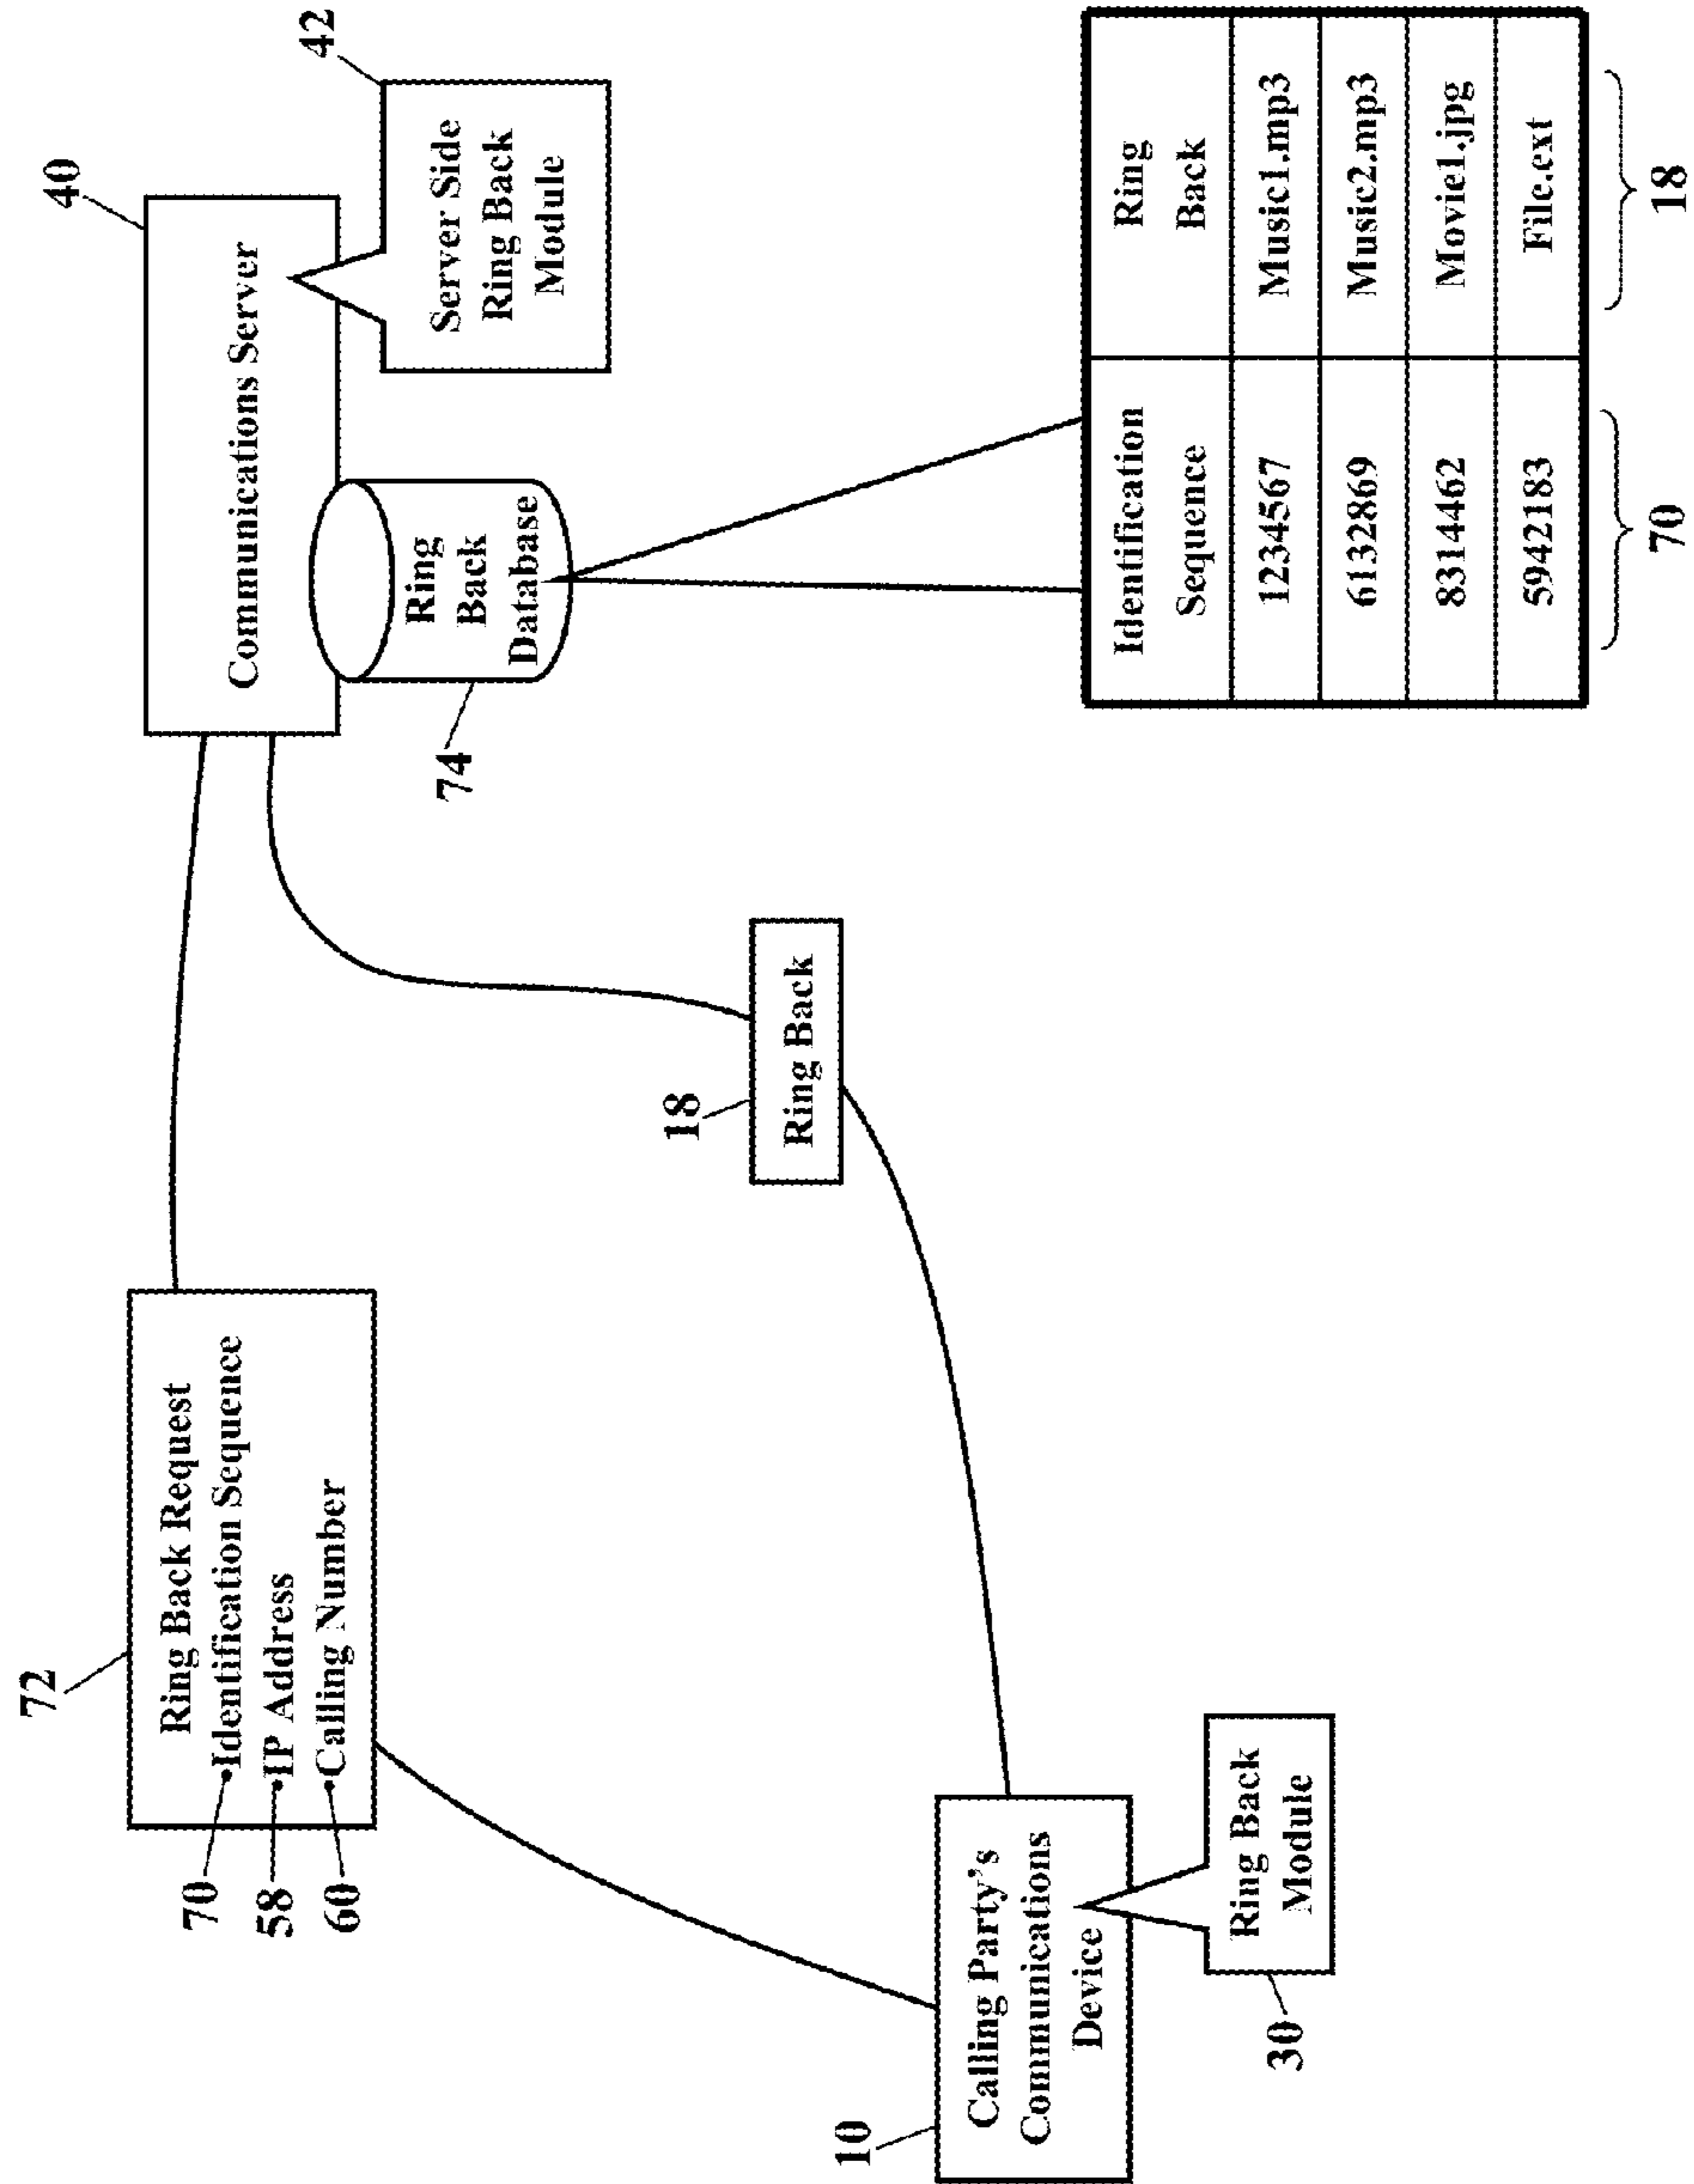 72
Ring Back Request
70
Identification Sequence
58
IP Address
60
Calling Number
40
Communications Server
42
Server Side
Ring Back
Module
74
Ring
Back
Database
18
Ring Back
10
Calling Party's
Communications
Device
30
Ring Back
Module
Identification
Sequence
Ring
Back
1234567
Music1.mp3
6132869
Music2.mp3
8314462
Movie1.jpg
5942183
File.ext
70
18